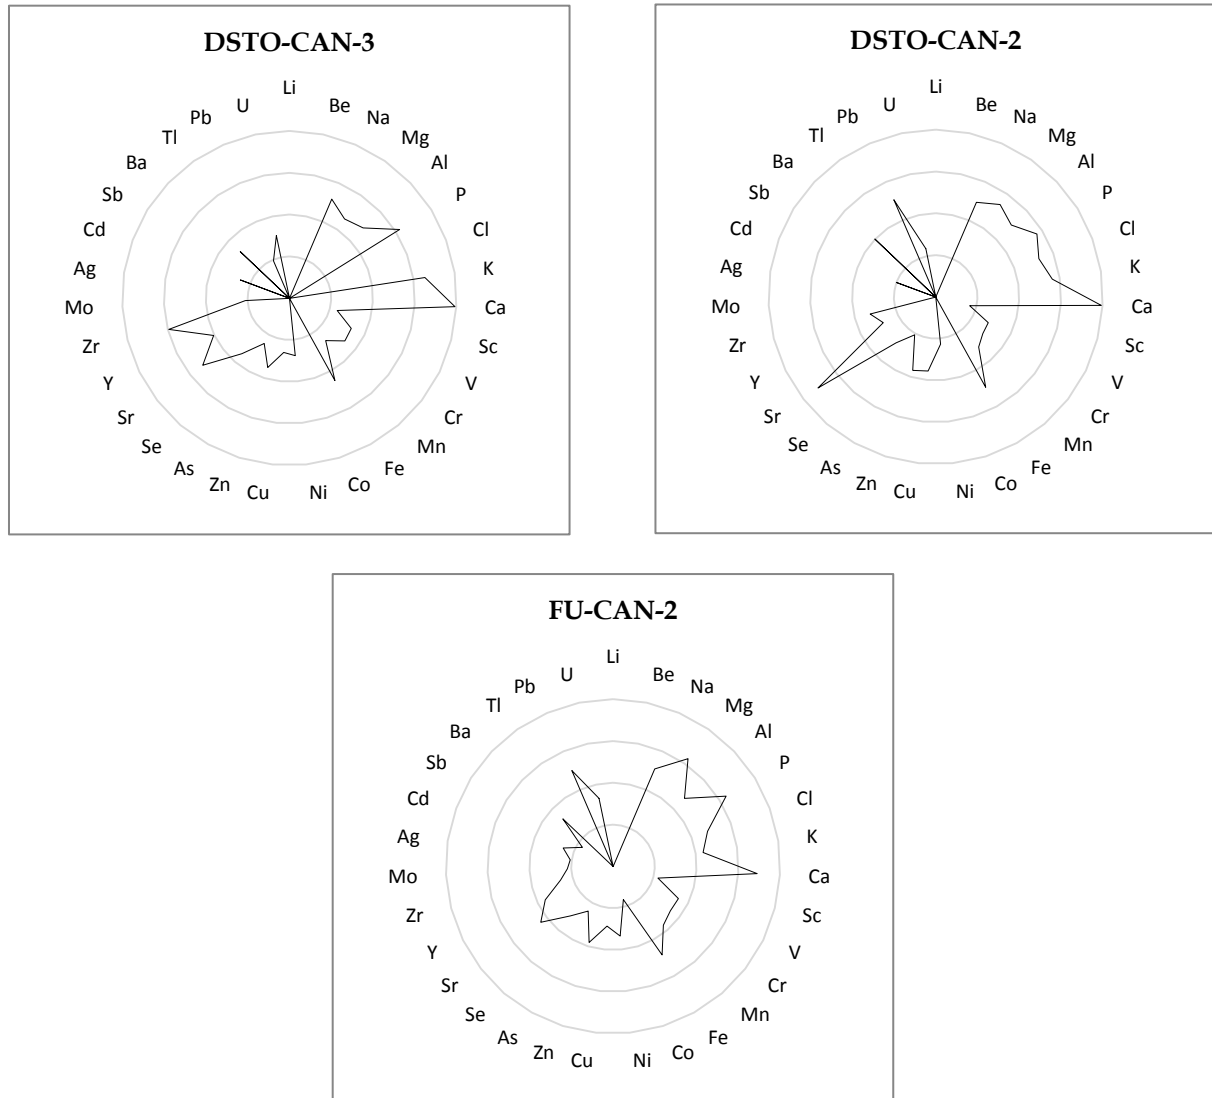 DSTO-CAN-3
Li
Be
Na
Mg
Al
P
Cl
K
Ca
Sc
V
Cr
Mn
Fe
Co
Ni
Cu
Zn
As
Se
Sr
Y
Zr
Mo
Ag
Cd
Sb
Ba
Tl
Pb
U
DSTO-CAN-2
Li
Be
Na
Mg
Al
P
Cl
K
Ca
Sc
V
Cr
Mn
Fe
Co
Ni
Cu
Zn
As
Se
Sr
Y
Zr
Mo
Ag
Cd
Sb
Ba
Tl
Pb
U
FU-CAN-2
Li
Be
Na
Mg
Al
P
Cl
K
Ca
Sc
V
Cr
Mn
Fe
Co
Ni
Cu
Zn
As
Se
Sr
Y
Zr
Mo
Ag
Cd
Sb
Ba
Tl
Pb
U